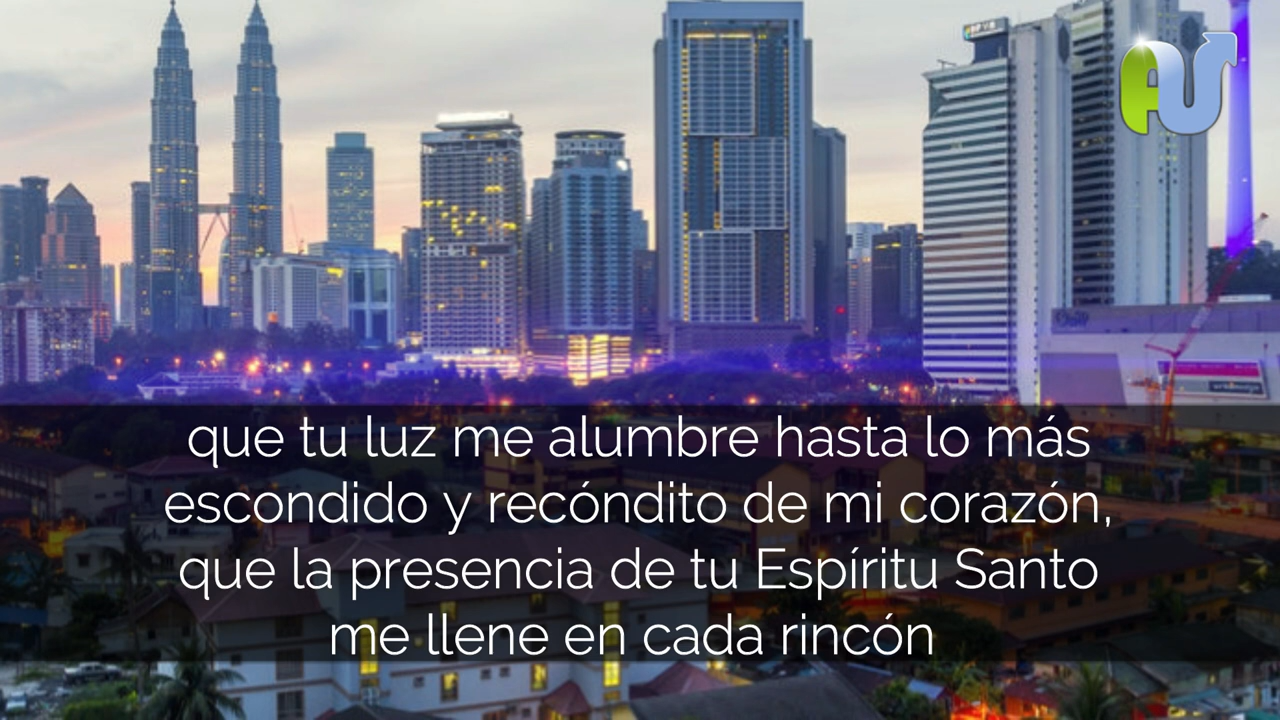 que tu luz me alumbre hasta lo más
escondido y recóndito de mi corazón,
que la presencia de tu Espíritu Santo
me llene en cada rincón